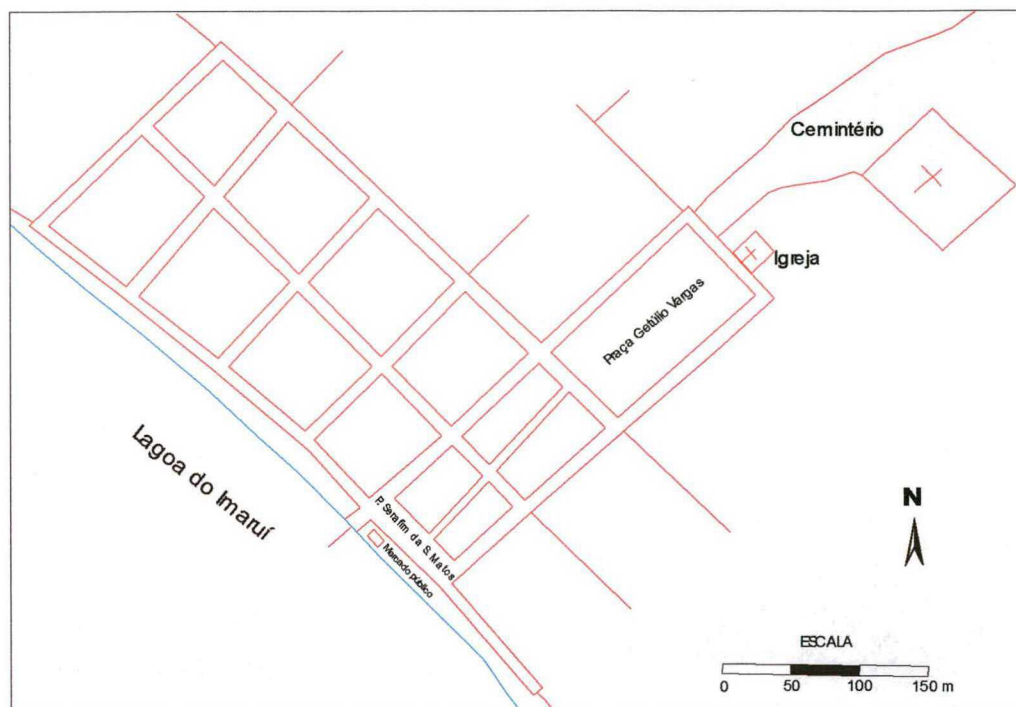 Cemintério
Igreja
Praça Getúlio Vargas
Lagoa do Imaruí
P. Serafim da S. Matos
Mercado público
N
ESCALA
0 50 100 150 m